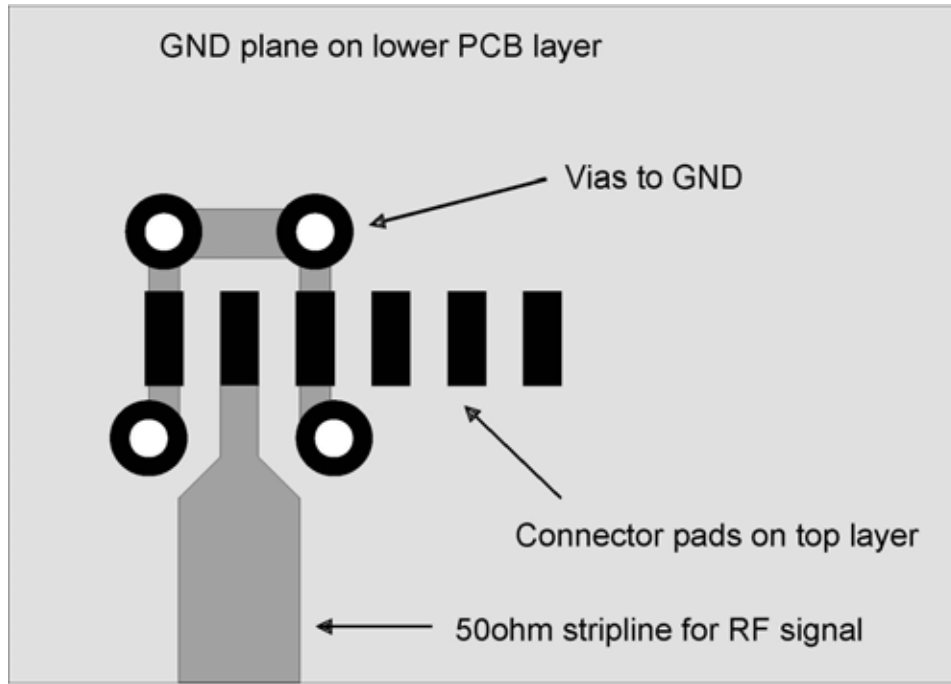 GND plane on lower PCB layer
Vias to GND
Connector pads on top layer
50ohm stripline for RF signal